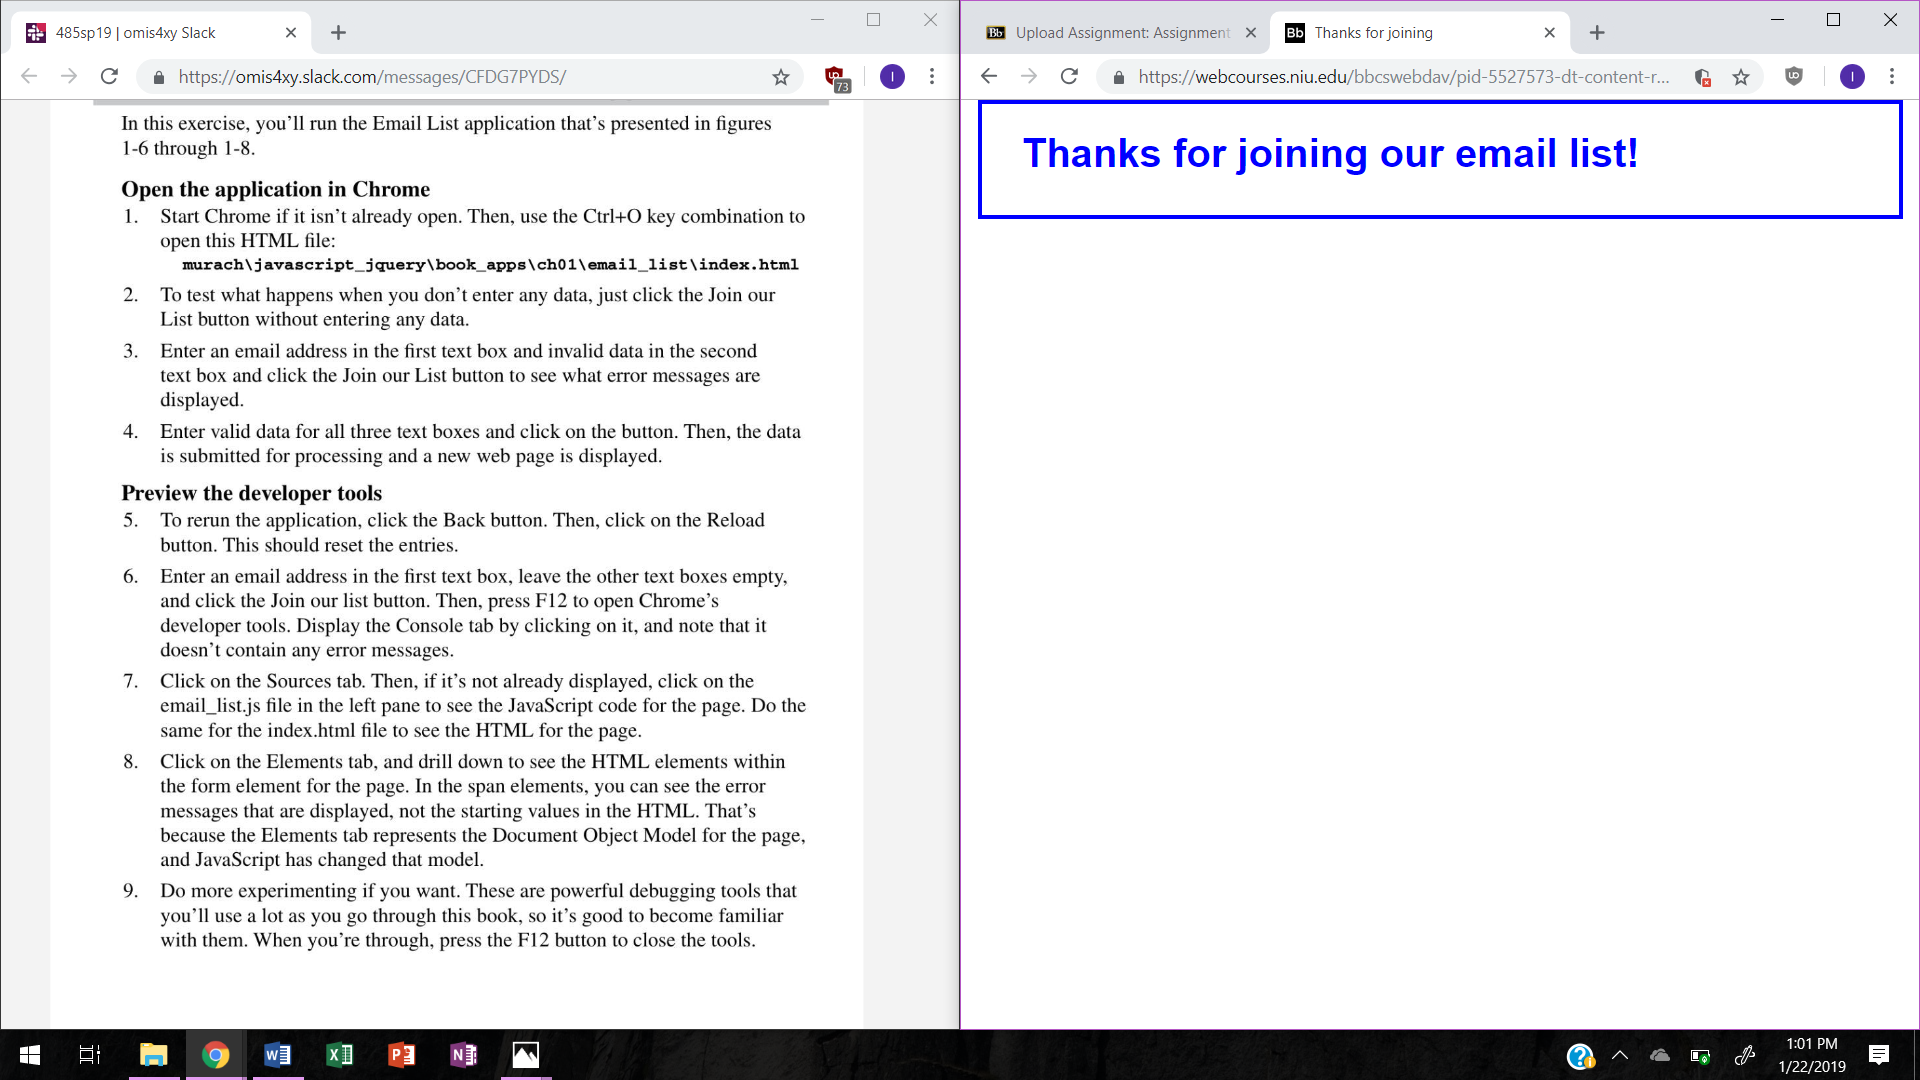 485sp19 | omis4xy Slack
https://omis4xy.slack.com/messages/CFDG7PYDS/
73
I
In this exercise, you’ll run the Email List application that’s presented in figures
1-6 through 1-8.
Open the application in Chrome
1. Start Chrome if it isn’t already open. Then, use the Ctrl+O key combination to
open this HTML file:
murach\javascript_jquery\book_apps\ch01\email_list\index.html
2. To test what happens when you don’t enter any data, just click the Join our
List button without entering any data.
3. Enter an email address in the first text box and invalid data in the second
text box and click the Join our List button to see what error messages are
displayed.
4. Enter valid data for all three text boxes and click on the button. Then, the data
is submitted for processing and a new web page is displayed.
Preview the developer tools
5. To rerun the application, click the Back button. Then, click on the Reload
button. This should reset the entries.
6. Enter an email address in the first text box, leave the other text boxes empty,
and click the Join our list button. Then, press F12 to open Chrome’s
developer tools. Display the Console tab by clicking on it, and note that it
doesn’t contain any error messages.
7. Click on the Sources tab. Then, if it’s not already displayed, click on the
email_list.js file in the left pane to see the JavaScript code for the page. Do the
same for the index.html file to see the HTML for the page.
8. Click on the Elements tab, and drill down to see the HTML elements within
the form element for the page. In the span elements, you can see the error
messages that are displayed, not the starting values in the HTML. That’s
because the Elements tab represents the Document Object Model for the page,
and JavaScript has changed that model.
9. Do more experimenting if you want. These are powerful debugging tools that
you’ll use a lot as you go through this book, so it’s good to become familiar
with them. When you’re through, press the F12 button to close the tools.
Bb Upload Assignment: Assignment
Bb Thanks for joining
https://webcourses.niu.edu/bbcswebdav/pid-5527573-dt-content-r...
I
Thanks for joining our email list!
1:01 PM
1/22/2019